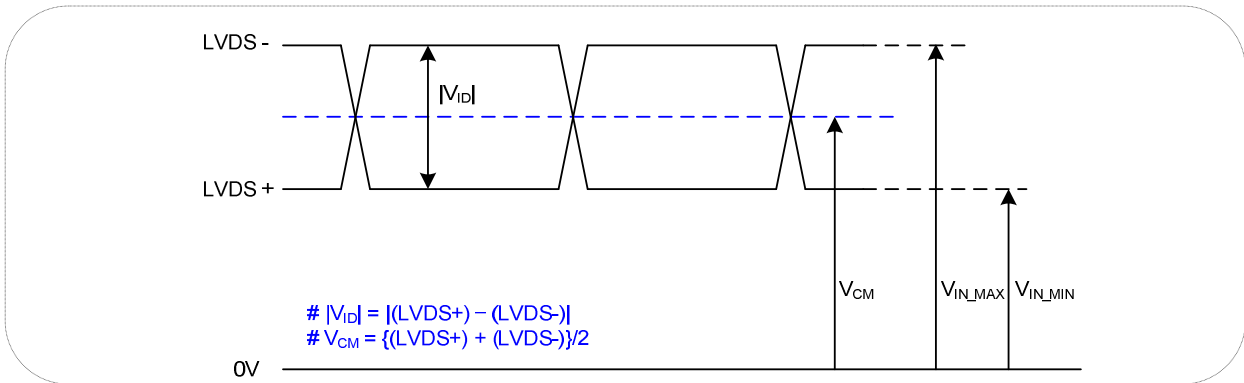 LVDS -
|VID|
LVDS +
VCM
VIN_MAX
VIN_MIN
# |VID| = |(LVDS+) – (LVDS-)|
# VCM = {(LVDS+) + (LVDS-)}/2
0V